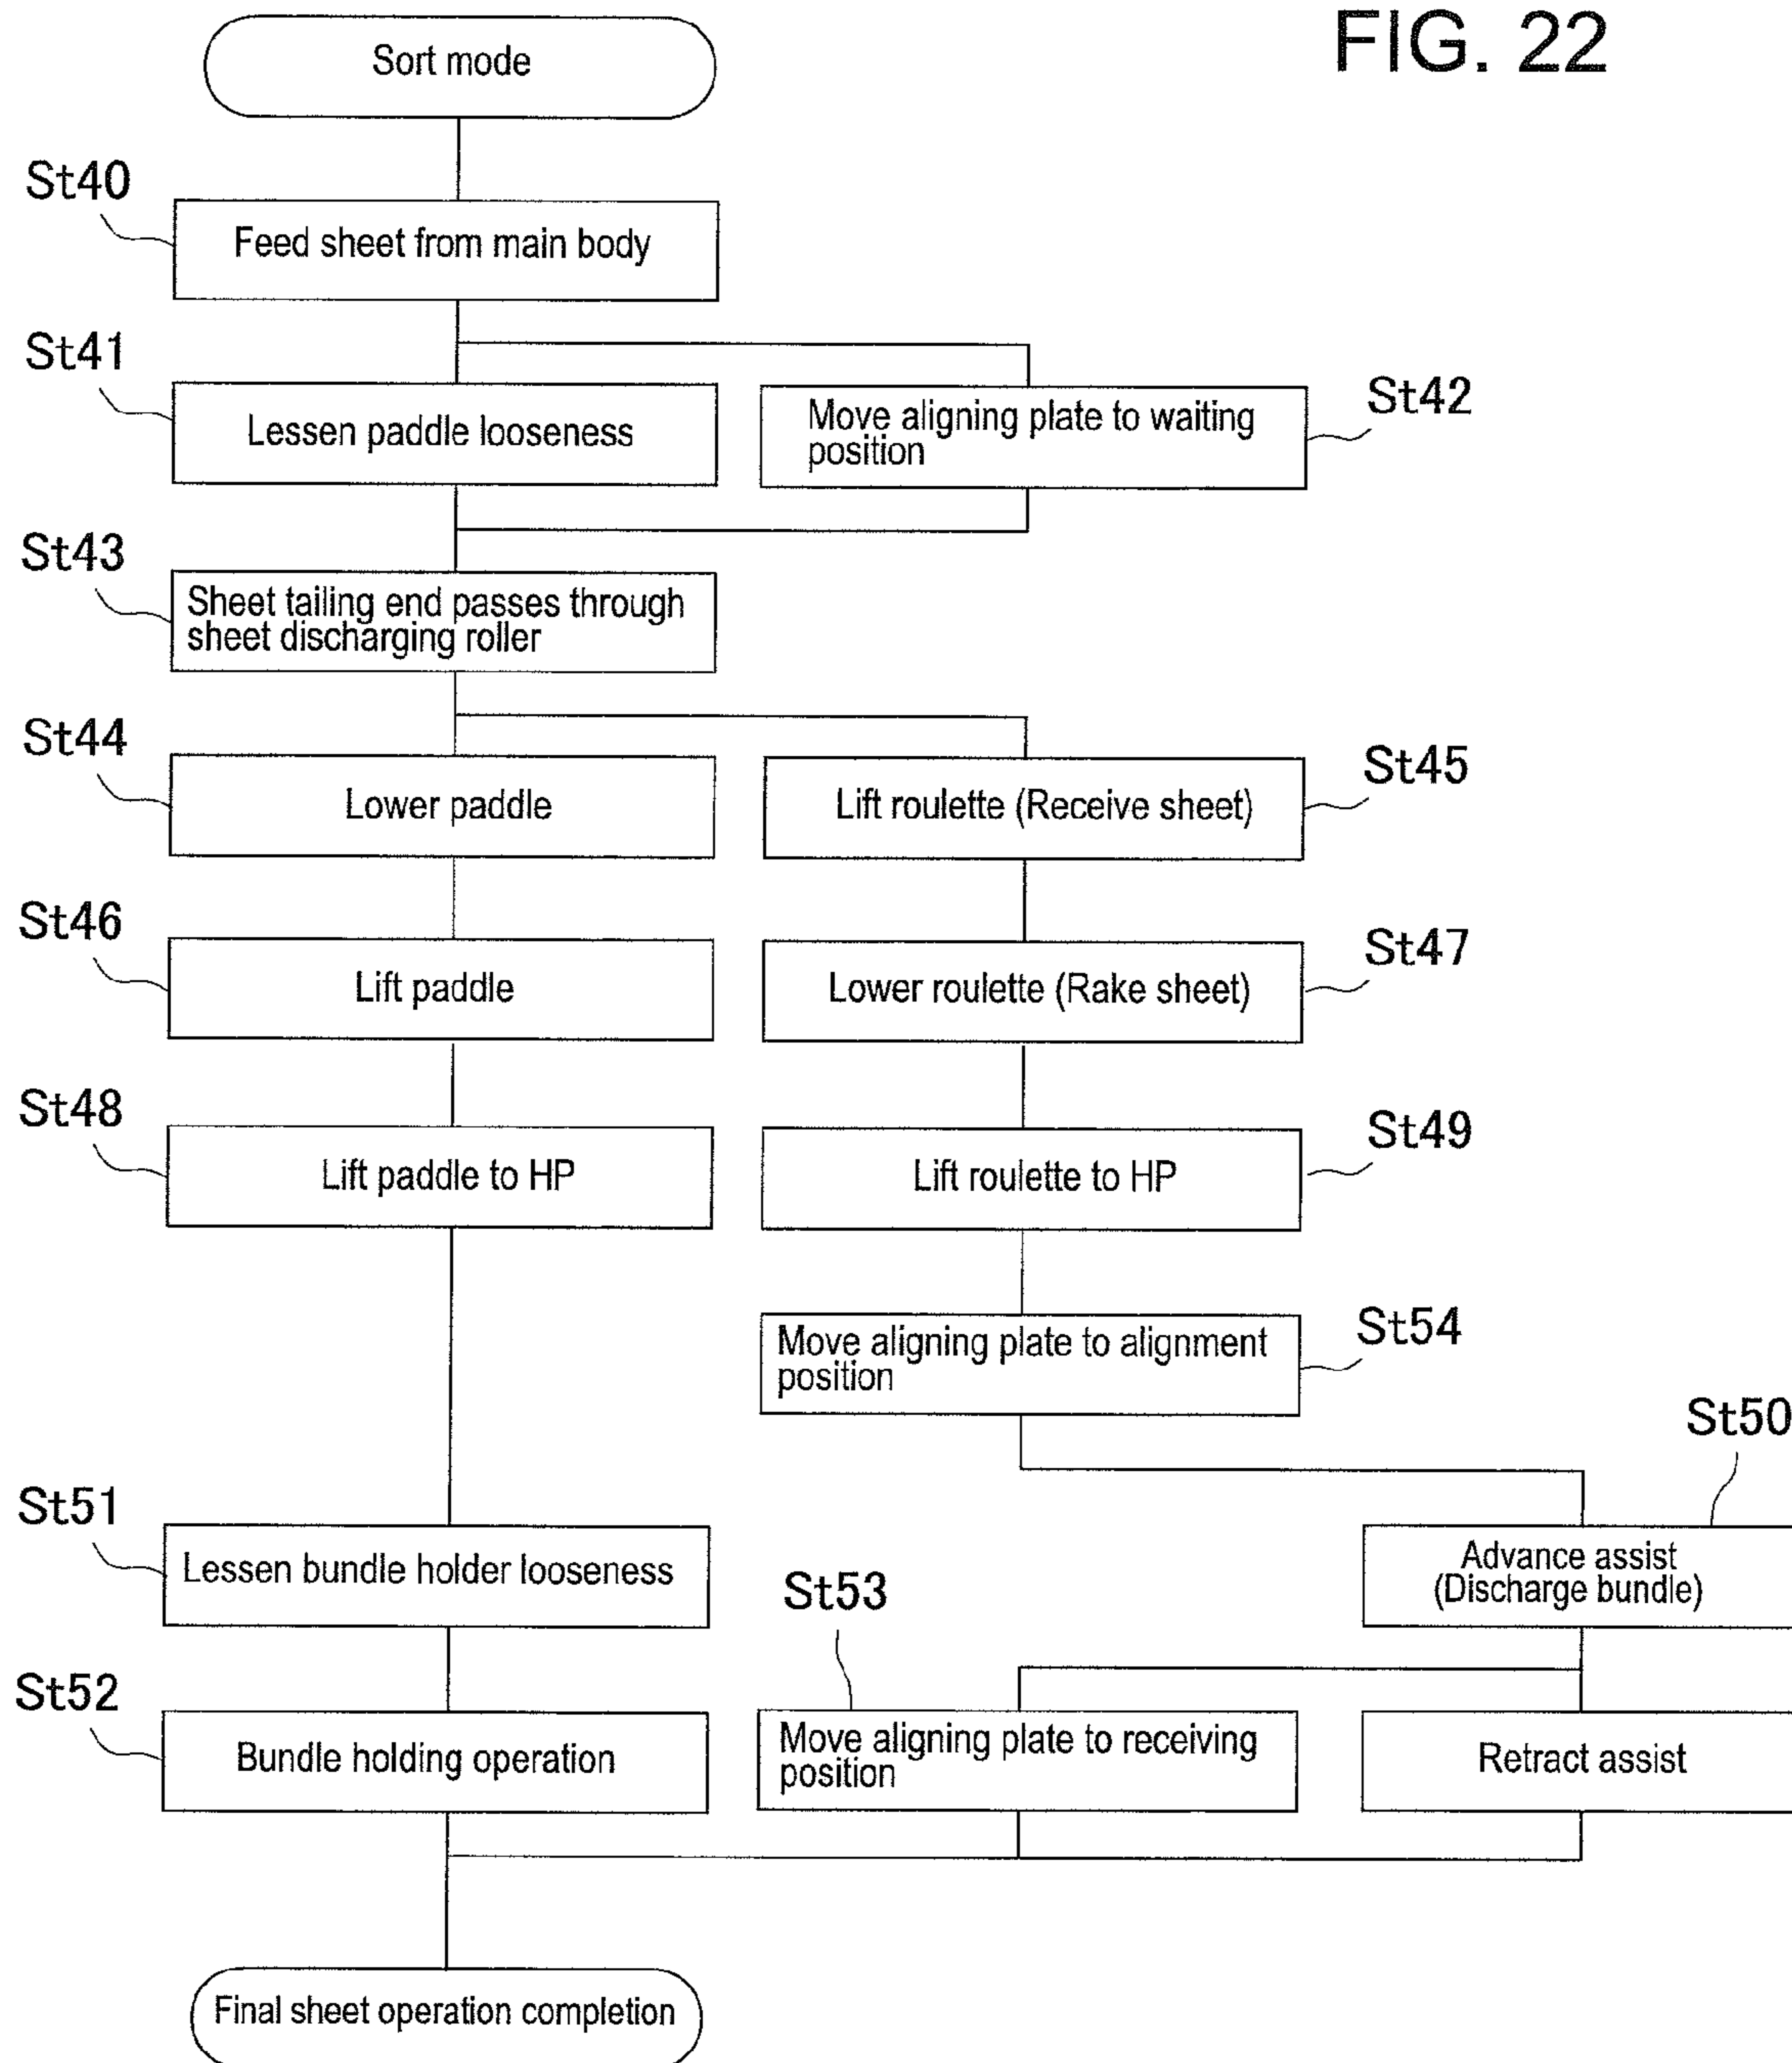 FIG. 22
Sort mode
St40
Feed sheet from main body
St41
Lessen paddle looseness
Move aligning plate to waiting
position
St42
St43
Sheet tailing end passes through
sheet discharging roller
St44
Lower paddle
Lift roulette (Receive sheet)
St45
St46
Lift paddle
Lower roulette (Rake sheet)
St47
St48
Lift paddle to HP
Lift roulette to HP
St49
Move aligning plate to alignment
position
St54
St50
St51
Lessen bundle holder looseness
Advance assist
(Discharge bundle)
St53
St52
Bundle holding operation
Move aligning plate to receiving
position
Retract assist
Final sheet operation completion